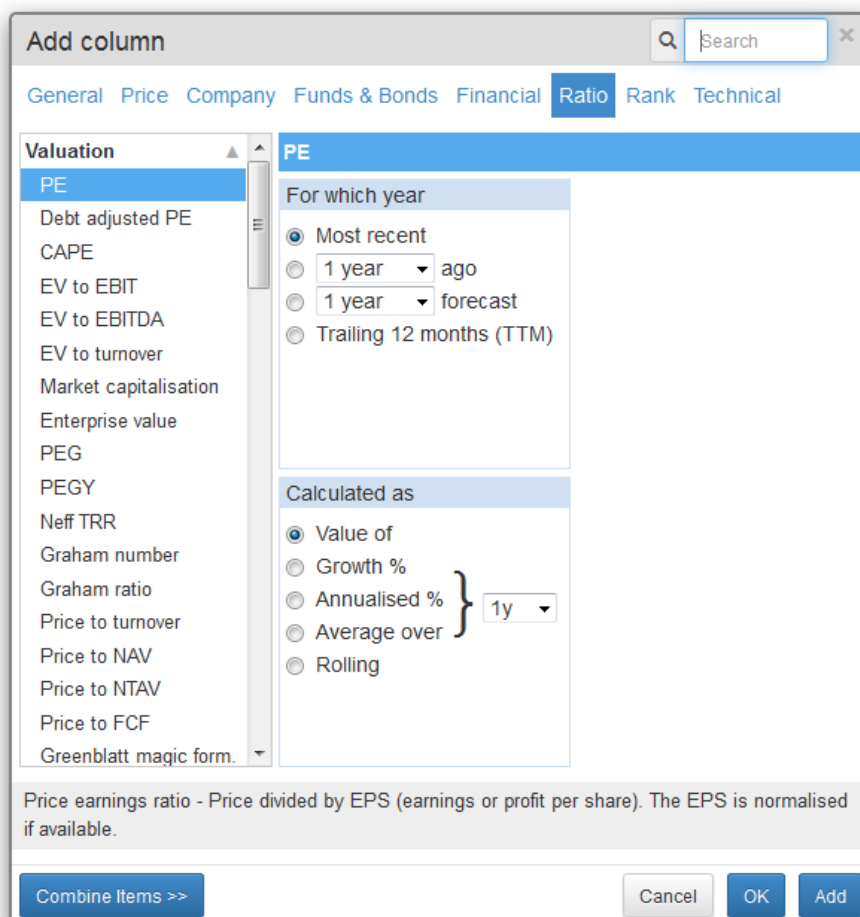 Add column
Search
×
General Price Company Funds & Bonds Financial Ratio Rank Technical
Valuation
PE
Debt adjusted PE
CAPE
EV to EBIT
EV to EBITDA
EV to turnover
Market capitalisation
Enterprise value
PEG
PEGY
Neff TRR
Graham number
Graham ratio
Price to turnover
Price to NAV
Price to NTAV
Price to FCF
Greenblatt magic form.
PE
For which year
Most recent
1 year ago
1 year forecast
Trailing 12 months (TTM)
Calculated as
Value of
Growth %
Annualised %
Average over
Rolling
} 1y
Price earnings ratio - Price divided by EPS (earnings or profit per share). The EPS is normalised
if available.
Combine Items >>
Cancel OK Add